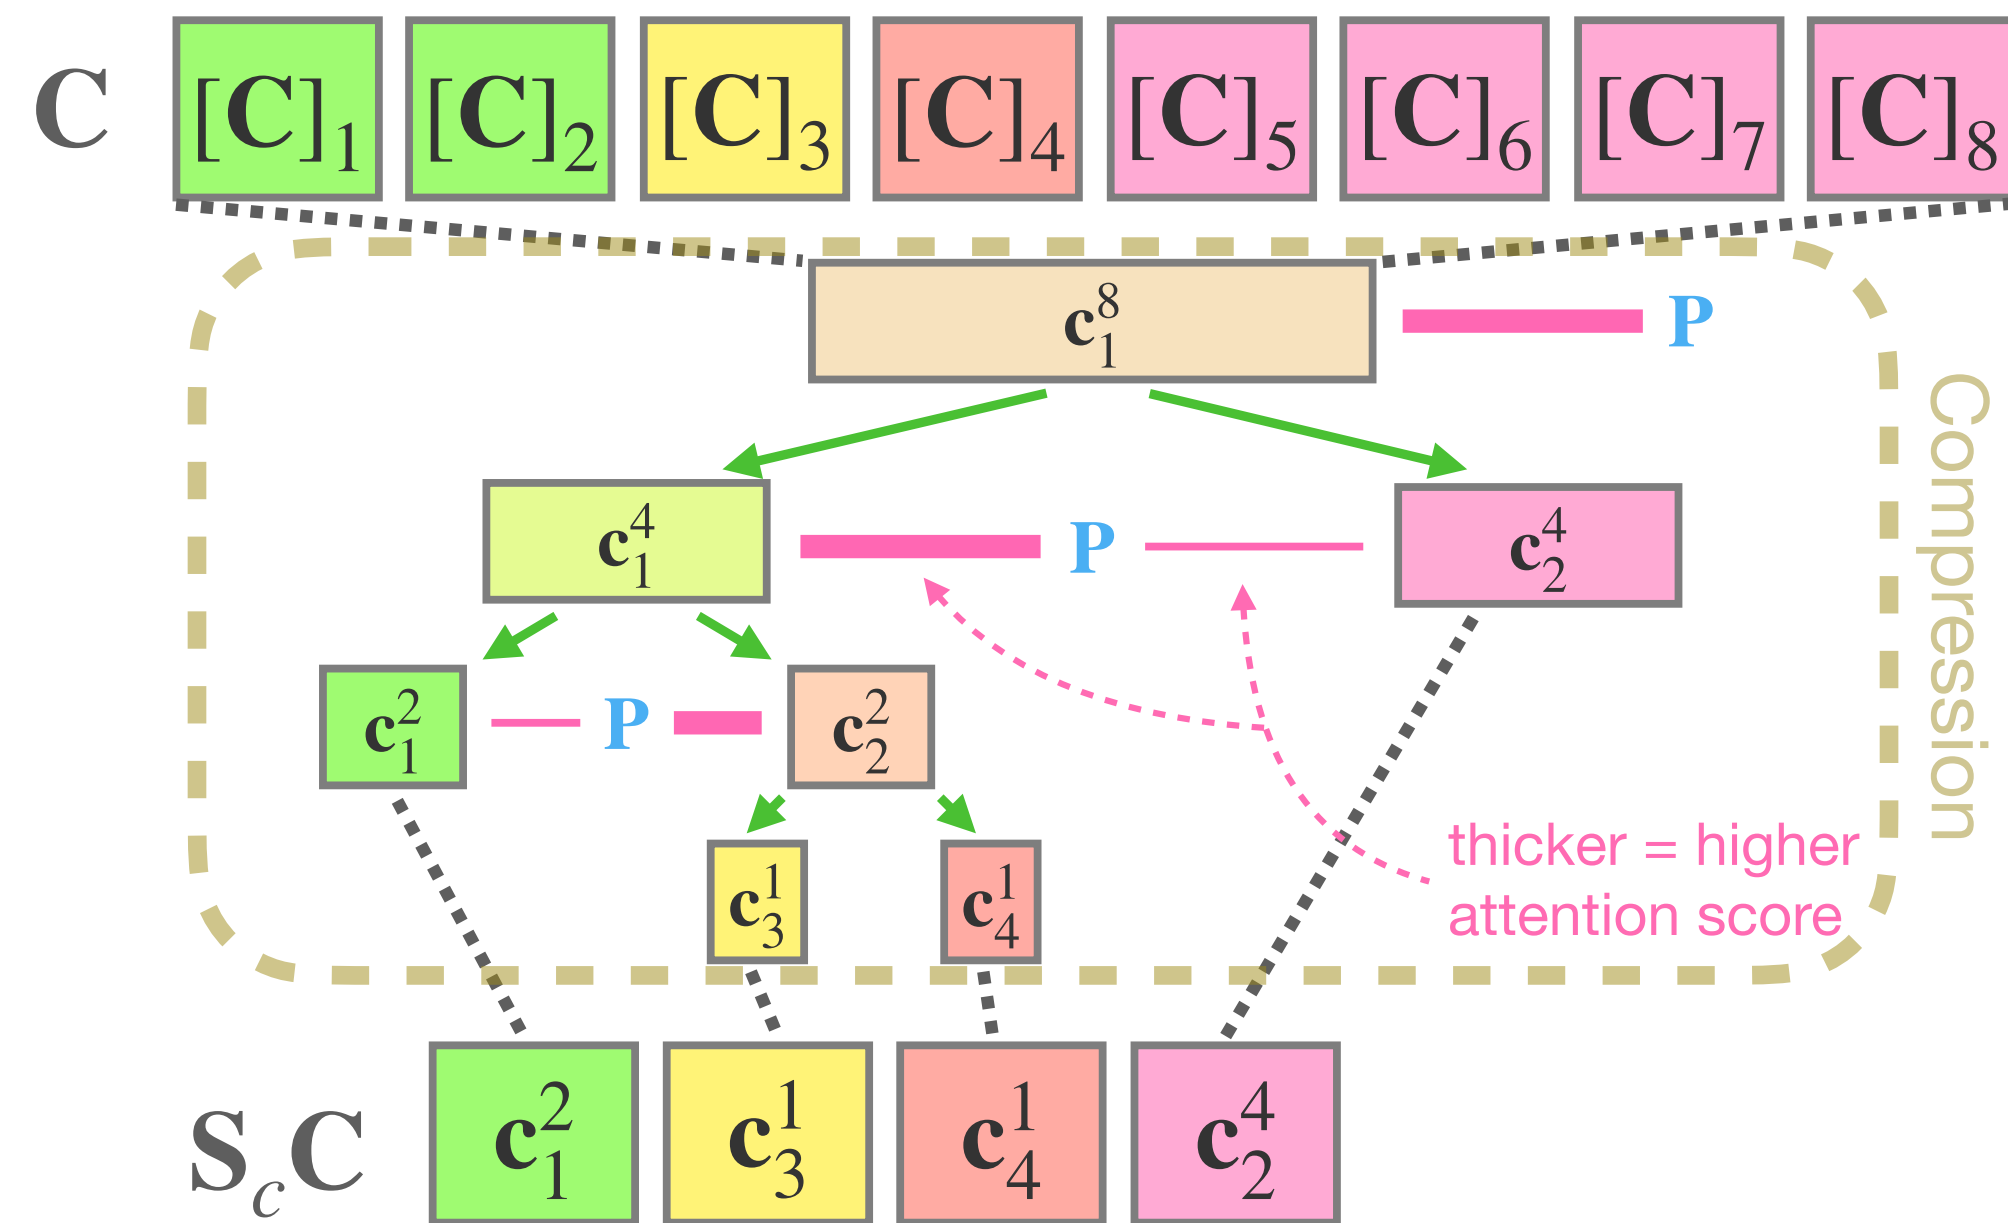 C [C]₁ [C]₂ [C]₃ [C]₄ [C]₅ [C]₆ [C]₇ [C]₈
c₁⁸ P
c₁⁴ P c₂⁴
c₁² P c₂²
c₃¹ c₄¹
thicker = higher
attention score
Compression
S_cC c₁² c₃¹ c₄¹ c₂⁴